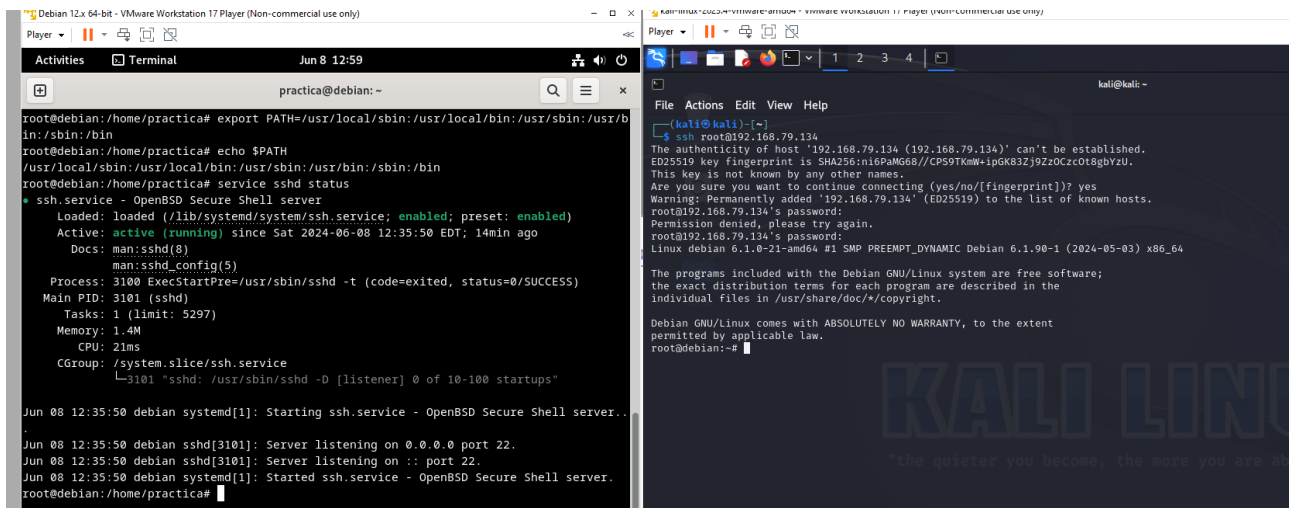 Debian 12.x 64-bit - VMware Workstation 17 Player (Non-commercial use only)
Player
Activities
Terminal
Jun 8 12:59
practica@debian: ~
root@debian:/home/practica# export PATH=/usr/local/sbin:/usr/local/bin:/usr/sbin:/usr/b
in:/sbin:/bin
root@debian:/home/practica# echo $PATH
/usr/local/sbin:/usr/local/bin:/usr/sbin:/usr/bin:/sbin:/bin
root@debian:/home/practica# service sshd status
● ssh.service - OpenBSD Secure Shell server
Loaded: loaded (/lib/systemd/system/ssh.service; enabled; preset: enabled)
Active: active (running) since Sat 2024-06-08 12:35:50 EDT; 14min ago
Docs: man:sshd(8)
man:sshd_config(5)
Process: 3100 ExecStartPre=/usr/sbin/sshd -t (code=exited, status=0/SUCCESS)
Main PID: 3101 (sshd)
Tasks: 1 (limit: 5297)
Memory: 1.4M
CPU: 21ms
CGroup: /system.slice/ssh.service
└─3101 "sshd: /usr/sbin/sshd -D [listener] 0 of 10-100 startups"
Jun 08 12:35:50 debian systemd[1]: Starting ssh.service - OpenBSD Secure Shell server..
.
Jun 08 12:35:50 debian sshd[3101]: Server listening on 0.0.0.0 port 22.
Jun 08 12:35:50 debian sshd[3101]: Server listening on :: port 22.
Jun 08 12:35:50 debian systemd[1]: Started ssh.service - OpenBSD Secure Shell server.
root@debian:/home/practica#
kali-linux-2023.4-vmware-amd64 - VMware Workstation 17 Player (Non-commercial use only)
Player
1 2 3 4
kali@kali: ~
File Actions Edit View Help
┌──(kali㉿kali)-[~]
└─$ ssh root@192.168.79.134
The authenticity of host '192.168.79.134 (192.168.79.134)' can't be established.
ED25519 key fingerprint is SHA256:ni6PaMG68//CPS9TKmW+ipGK83Zj9ZzOCzcOt8gbYzU.
This key is not known by any other names.
Are you sure you want to continue connecting (yes/no/[fingerprint])? yes
Warning: Permanently added '192.168.79.134' (ED25519) to the list of known hosts.
root@192.168.79.134's password:
Permission denied, please try again.
root@192.168.79.134's password:
Linux debian 6.1.0-21-amd64 #1 SMP PREEMPT_DYNAMIC Debian 6.1.90-1 (2024-05-03) x86_64
The programs included with the Debian GNU/Linux system are free software;
the exact distribution terms for each program are described in the
individual files in /usr/share/doc/*/copyright.
Debian GNU/Linux comes with ABSOLUTELY NO WARRANTY, to the extent
permitted by applicable law.
root@debian:~#
KALI LINU
"the quieter you become, the more you are ab